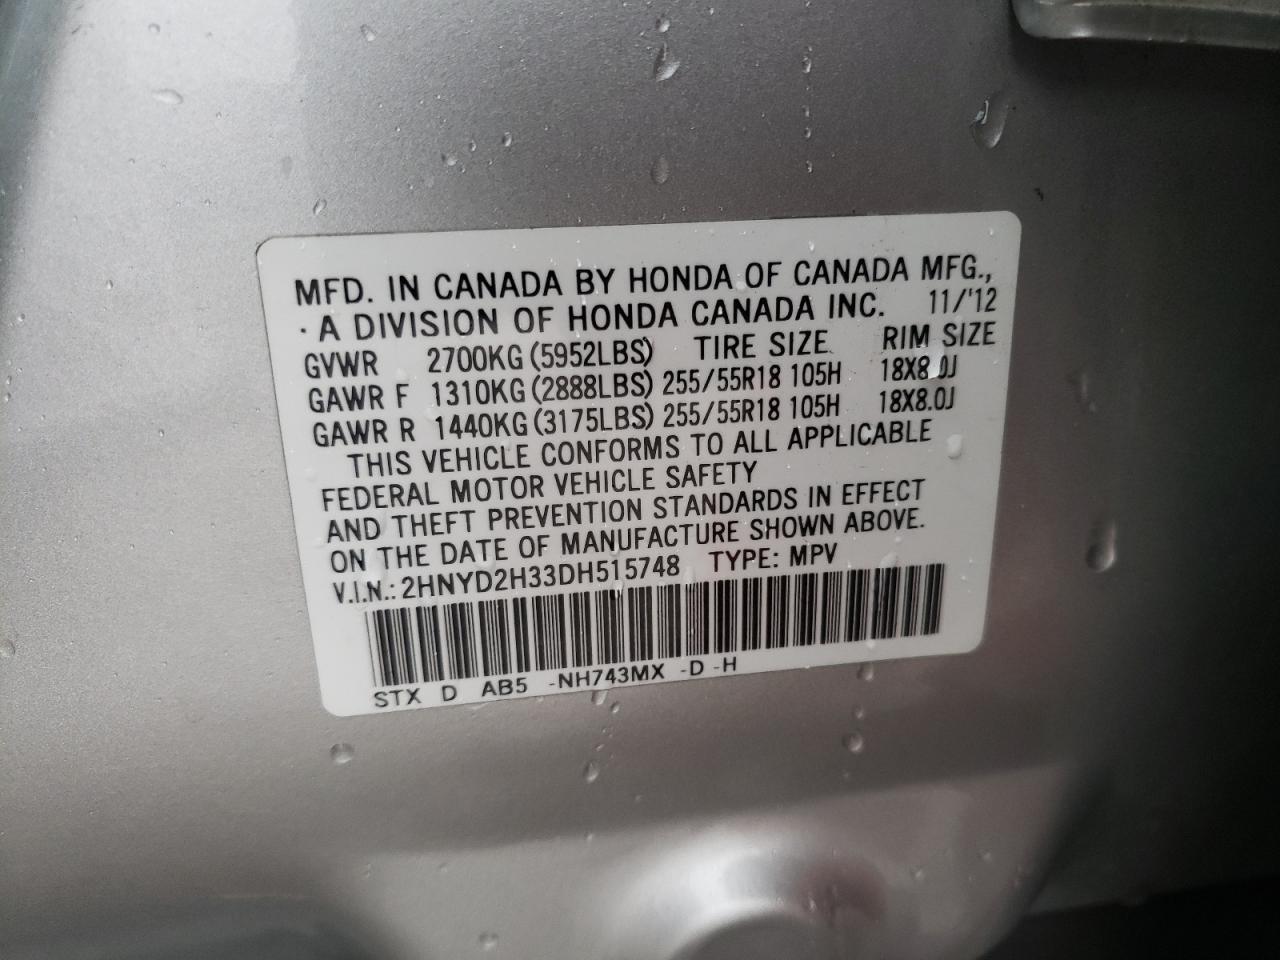 MFD. IN CANADA BY HONDA OF CANADA MFG.,
· A DIVISION OF HONDA CANADA INC. 11/'12
GVWR 2700KG (5952LBS) TIRE SIZE RIM SIZE
GAWR F 1310KG (2888LBS) 255/55R18 105H 18X8.0J
GAWR R 1440KG (3175LBS) 255/55R18 105H 18X8.0J
THIS VEHICLE CONFORMS TO ALL APPLICABLE
FEDERAL MOTOR VEHICLE SAFETY
AND THEFT PREVENTION STANDARDS IN EFFECT
ON THE DATE OF MANUFACTURE SHOWN ABOVE.
V.I.N.: 2HNYD2H33DH515748 TYPE: MPV
STX D AB5 -NH743MX -D -H